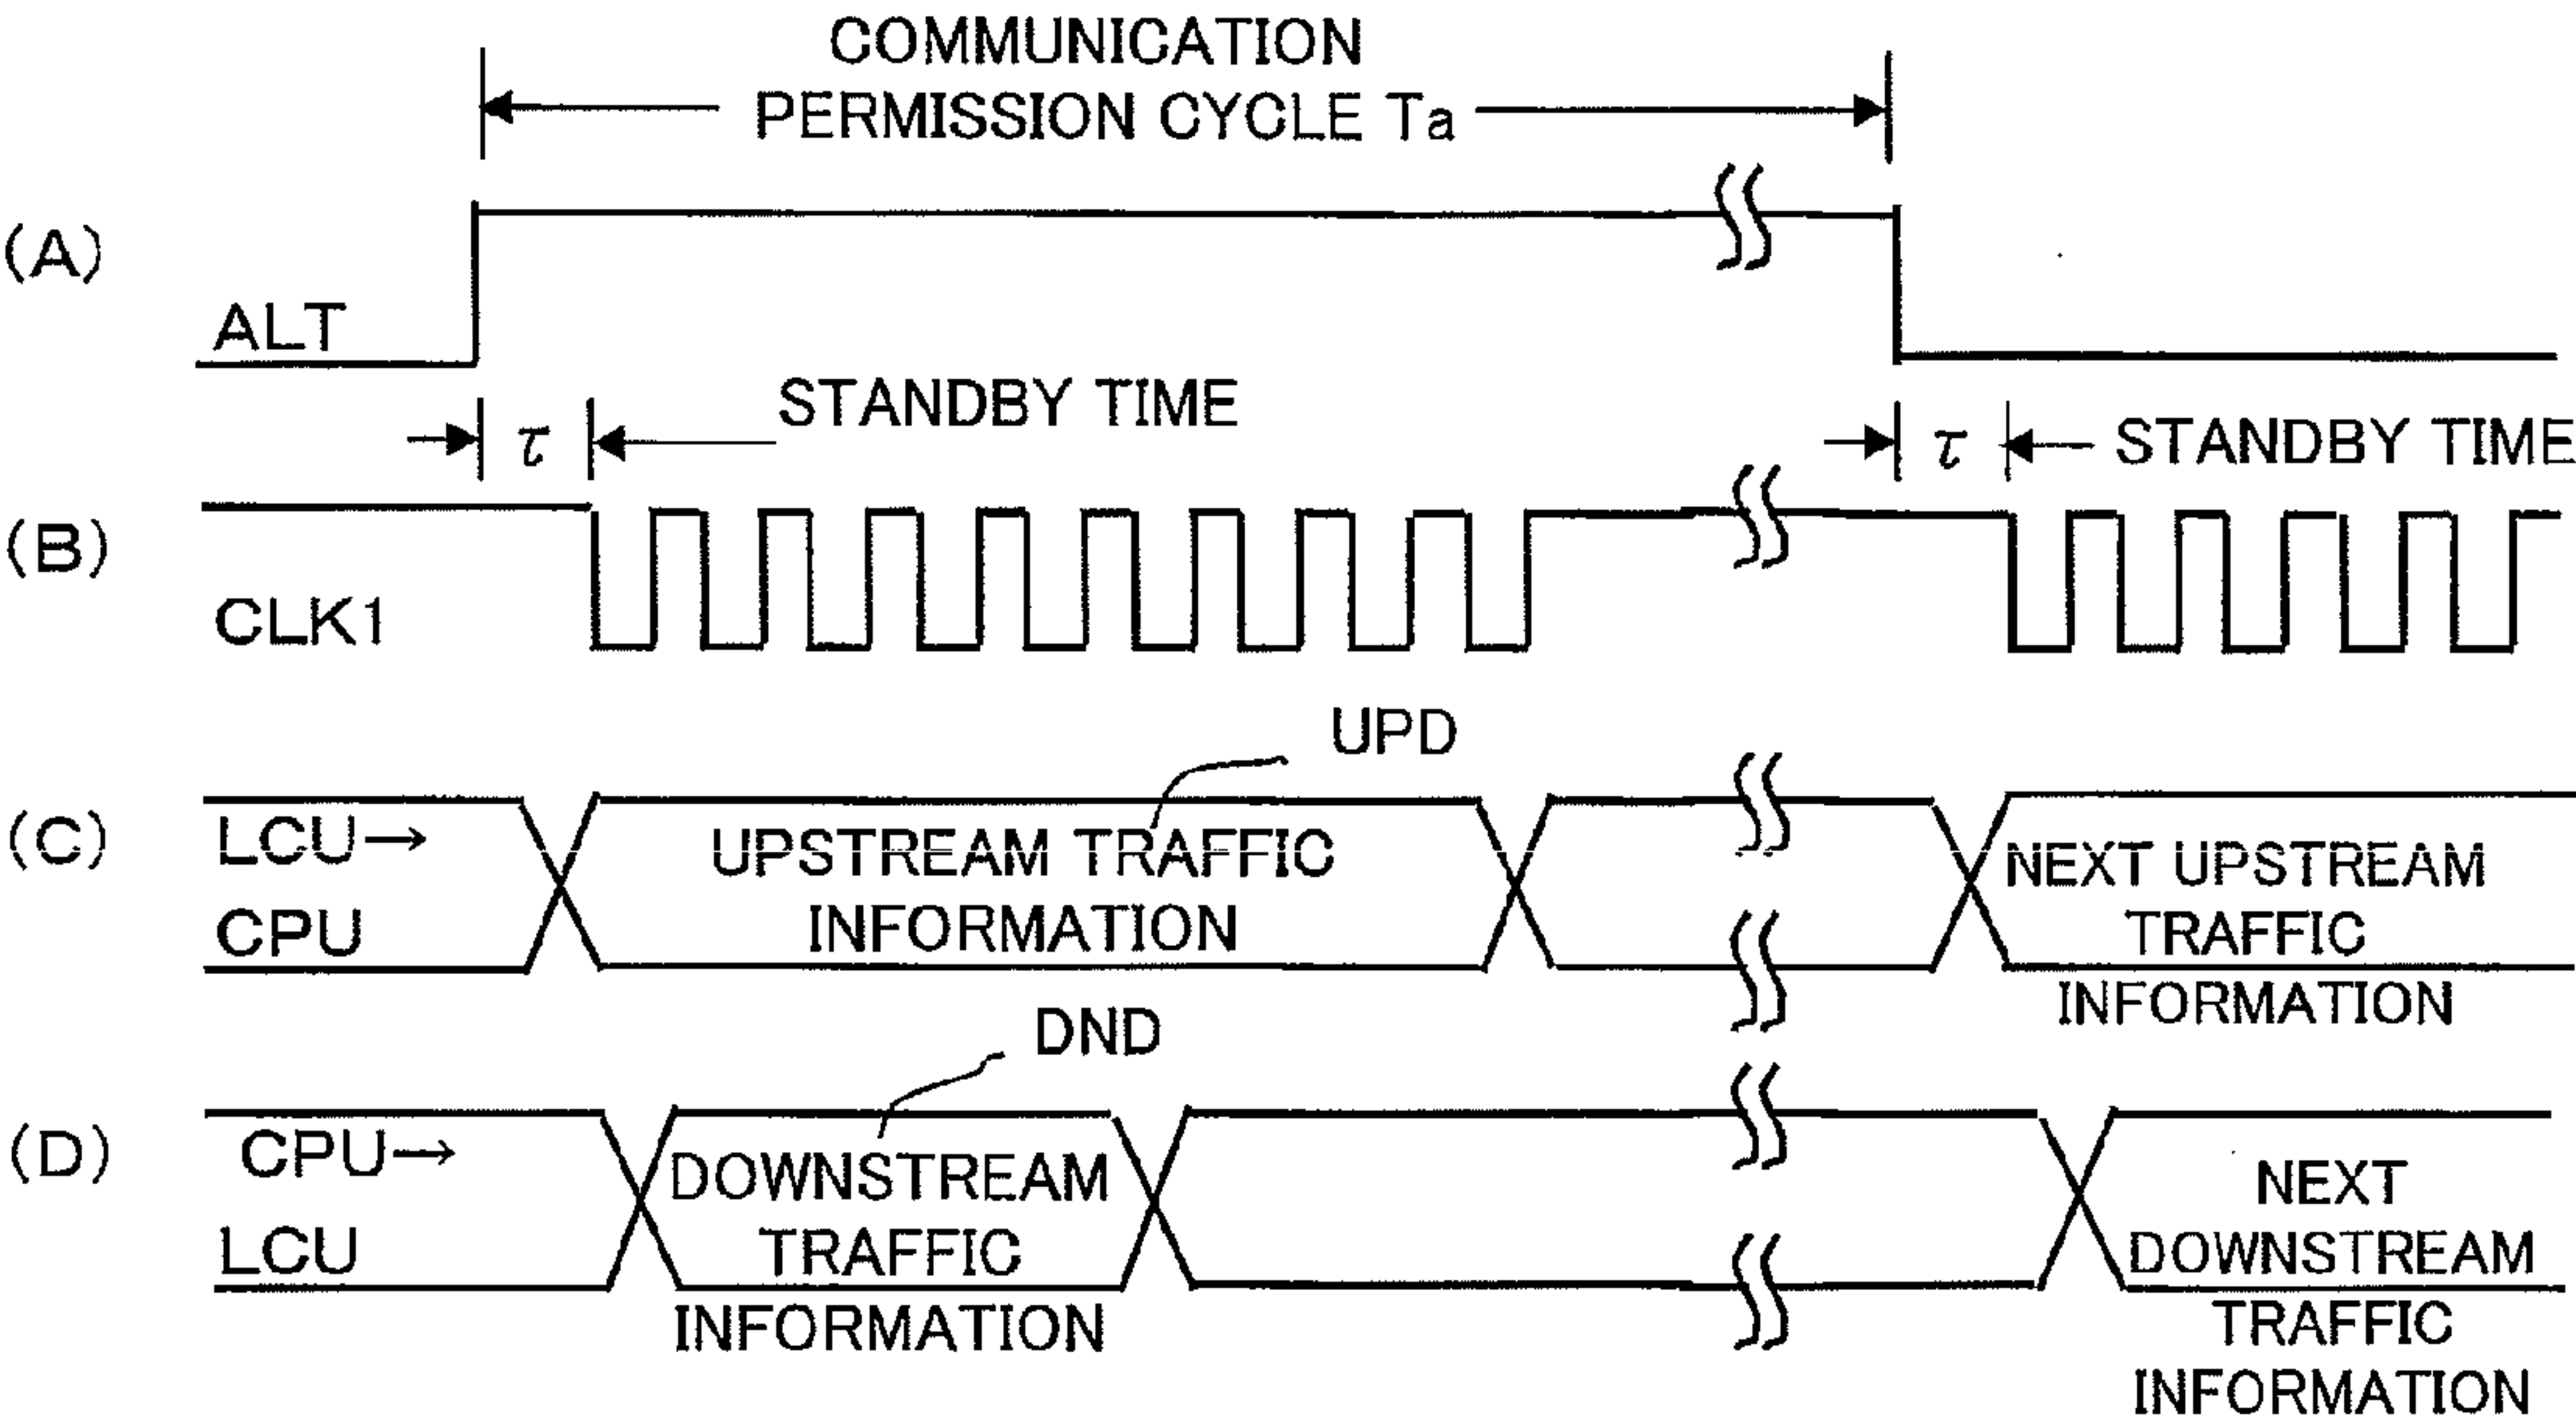 COMMUNICATION
PERMISSION CYCLE Ta
(A)
ALT
STANDBY TIME
τ
τ
STANDBY TIME
(B)
CLK1
UPD
(C)
LCU→
CPU
UPSTREAM TRAFFIC
INFORMATION
NEXT UPSTREAM
TRAFFIC
INFORMATION
DND
(D)
CPU→
LCU
DOWNSTREAM
TRAFFIC
INFORMATION
NEXT
DOWNSTREAM
TRAFFIC
INFORMATION